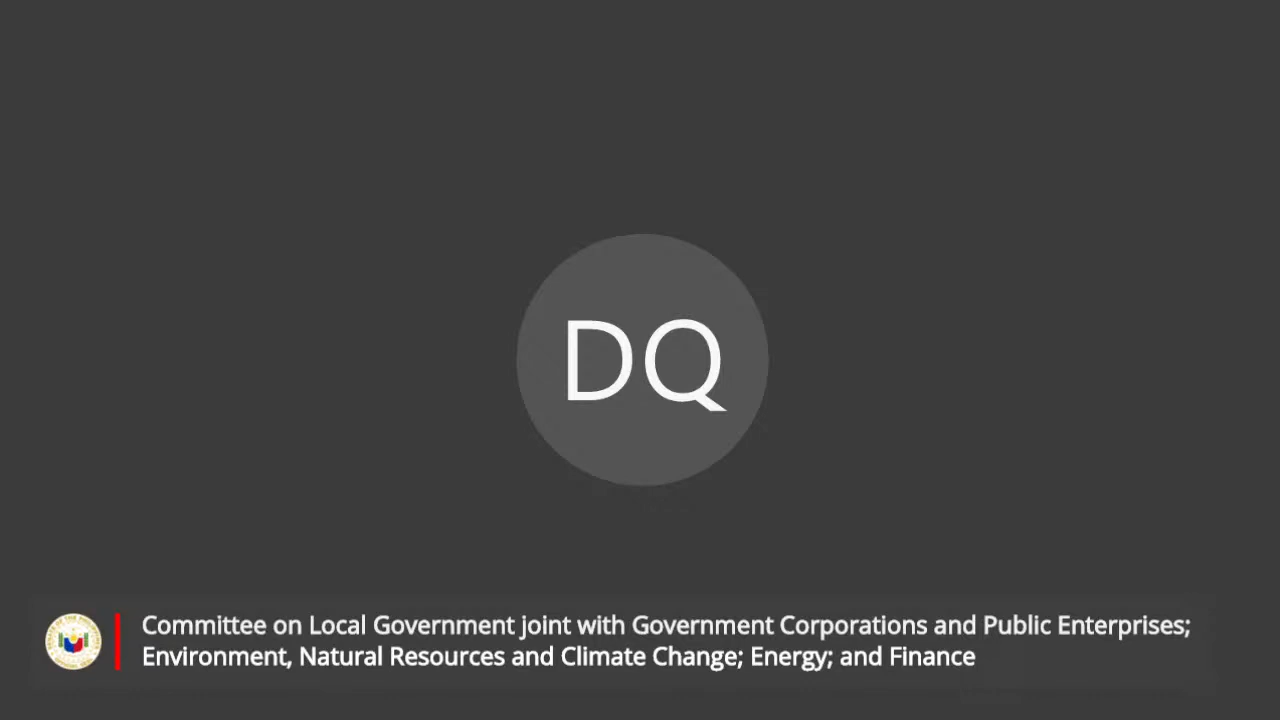 DQ
Committee on Local Government joint with Government Corporations and Public Enterprises;
Environment, Natural Resources and Climate Change; Energy; and Finance